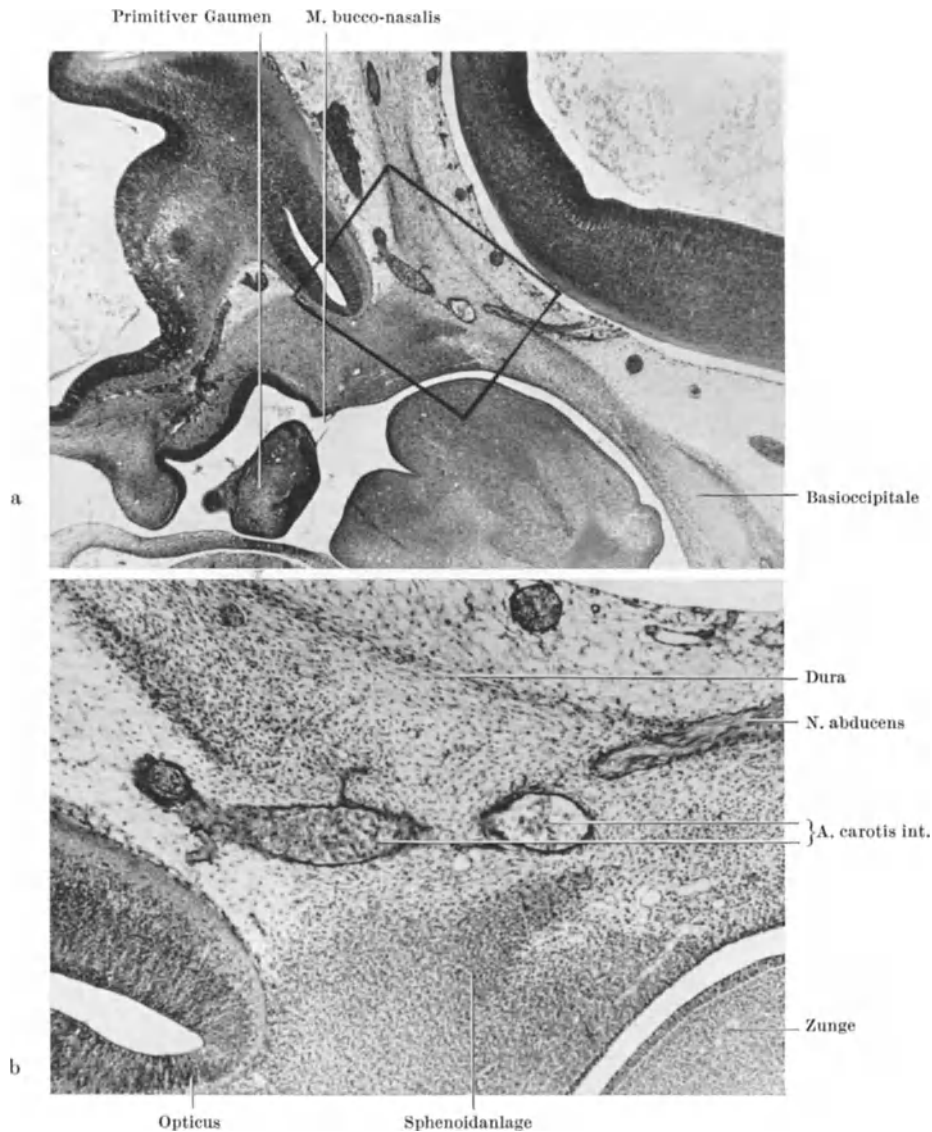 Primitiver Gaumen
M. bucco-nasalis
a
Basioccipitale
Dura
N. abducens
}A. carotis int.
Zunge
b
Opticus
Sphenoidanlage